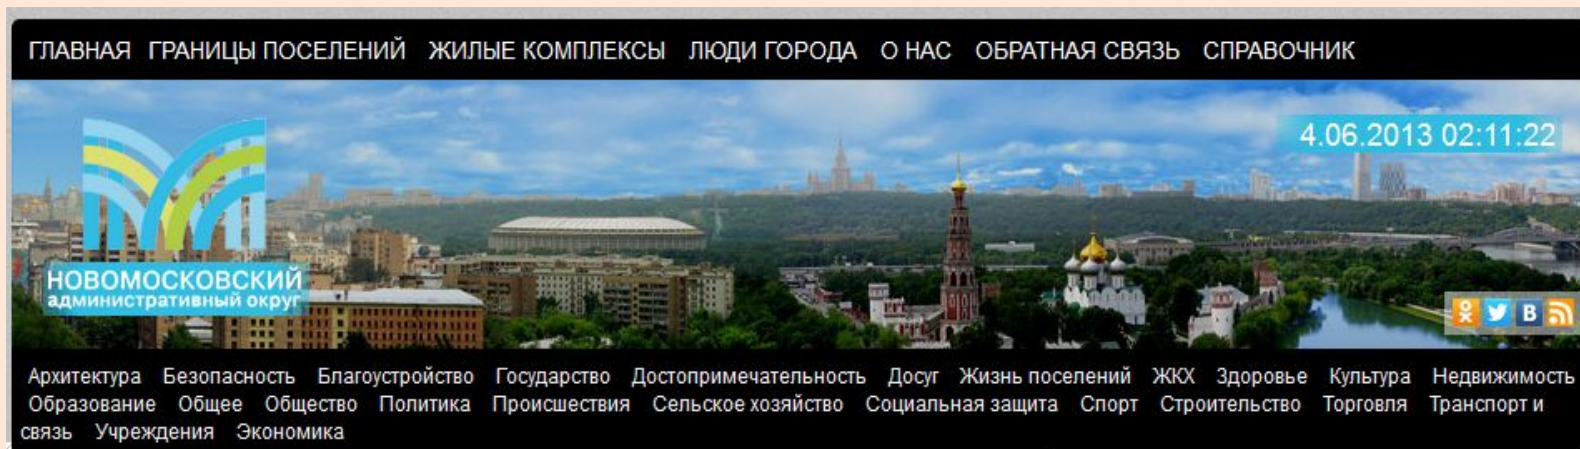 ГЛАВНАЯ ГРАНИЦЫ ПОСЕЛЕНИЙ ЖИЛЫЕ КОМПЛЕКСЫ ЛЮДИ ГОРОДА О НАС ОБРАТНАЯ СВЯЗЬ СПРАВОЧНИК
4.06.2013 02:11:22
НОВОМОСКОВСКИЙ
административный округ
В
Архитектура Безопасность Благоустройство Государство Достопримечательность Досуг Жизнь поселений ЖКХ Здоровье Культура Недвижимость
Образование Общее Общество Политика Происшествия Сельское хозяйство Социальная защита Спорт Строительство Торговля Транспорт и
связь Учреждения Экономика